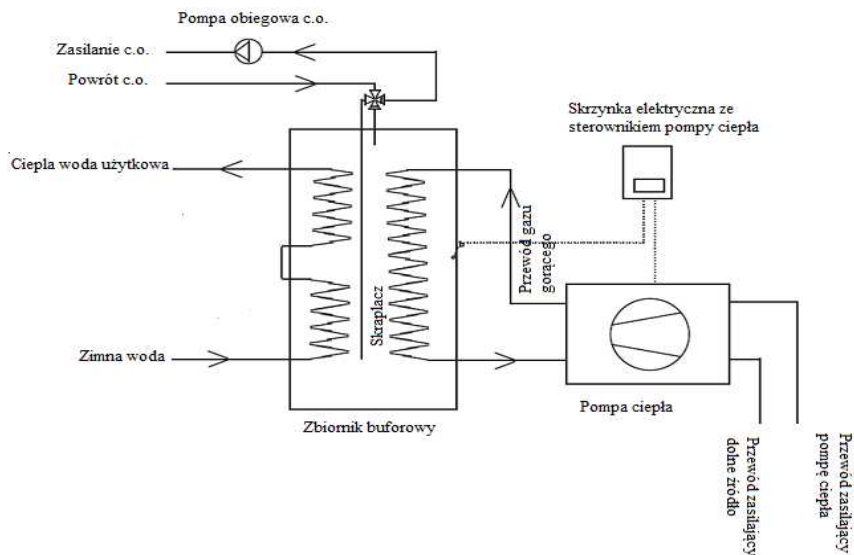 Pompa obiegowa c.o.
Zasilanie c.o.
Powrót c.o.
Skrzynka elektryczna ze
sterownikiem pompy ciepła
Ciepla woda użytkowa
Przewód gazu
gorącego
Skraplacz
Zimna woda
Pompa ciepła
Zbiornik buforowy
Przewód zasilający
dolne źródło
Przewód zasilający
pompę ciepła